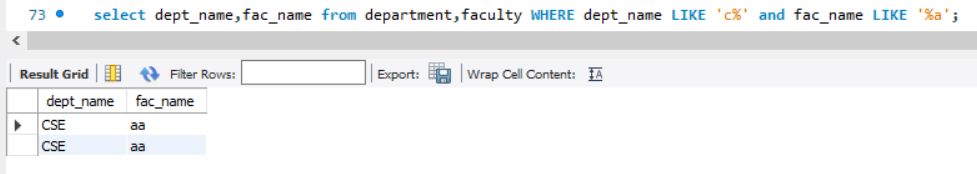 73 select dept_name,fac_name from department,faculty WHERE dept_name LIKE 'c%' and fac_name LIKE '%a';
Result Grid Filter Rows: Export: Wrap Cell Content: IA
dept_name fac_name
CSE aa
CSE aa